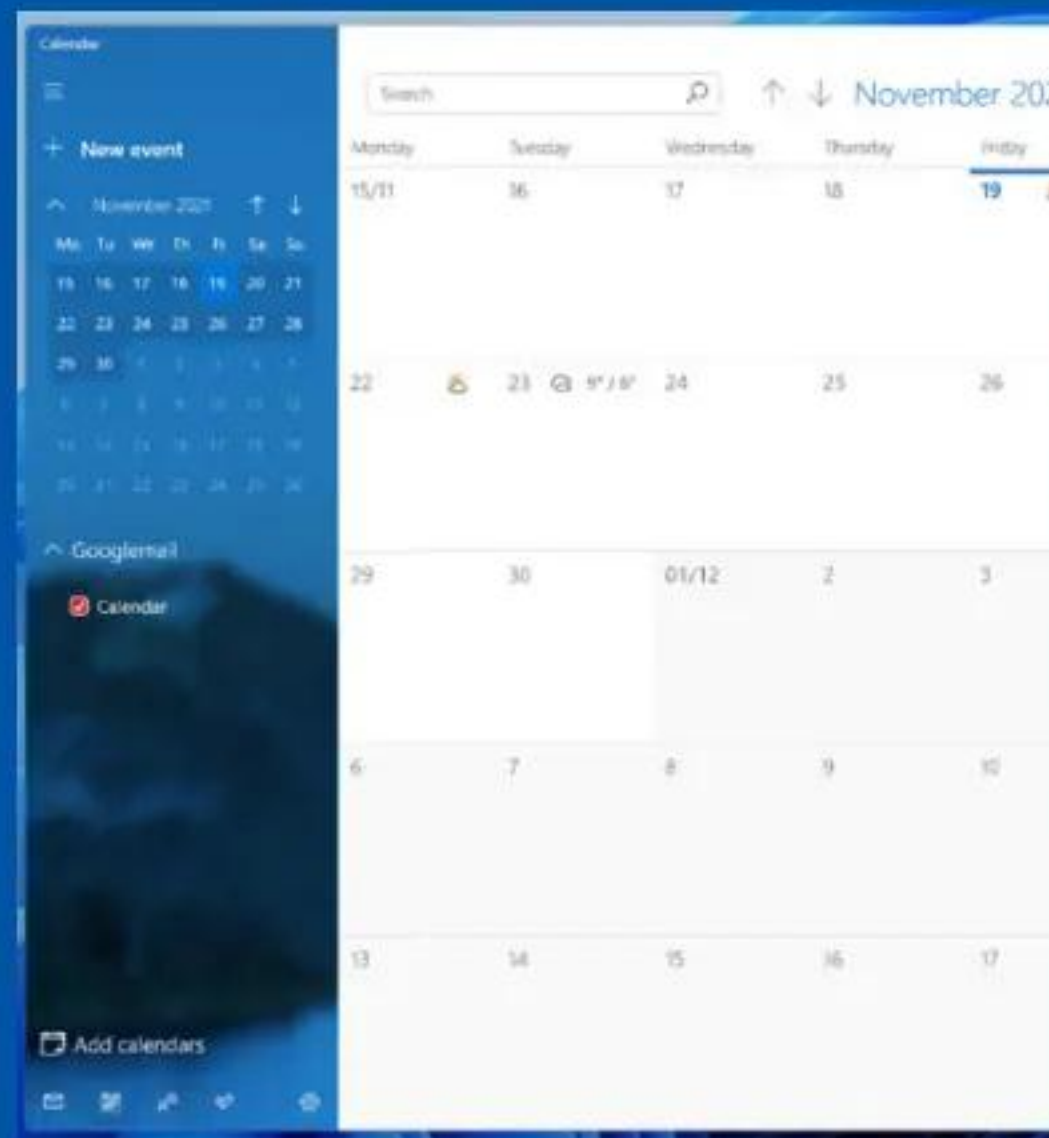 Calendar
Search
November 202
New event
Monday Tuesday Wednesday Thursday Friday
November 2021
15/11 16 17 18 19
Mo Tu We Th Fr Sa Su
15 16 17 18 19 20 21
22 23 24 25 26 27 28
29 30
22 23 9°/6° 24 25 26
Googlemail
Calendar
29 30 01/12 2 3
6 7 8 9 10
13 14 15 16 17
Add calendars